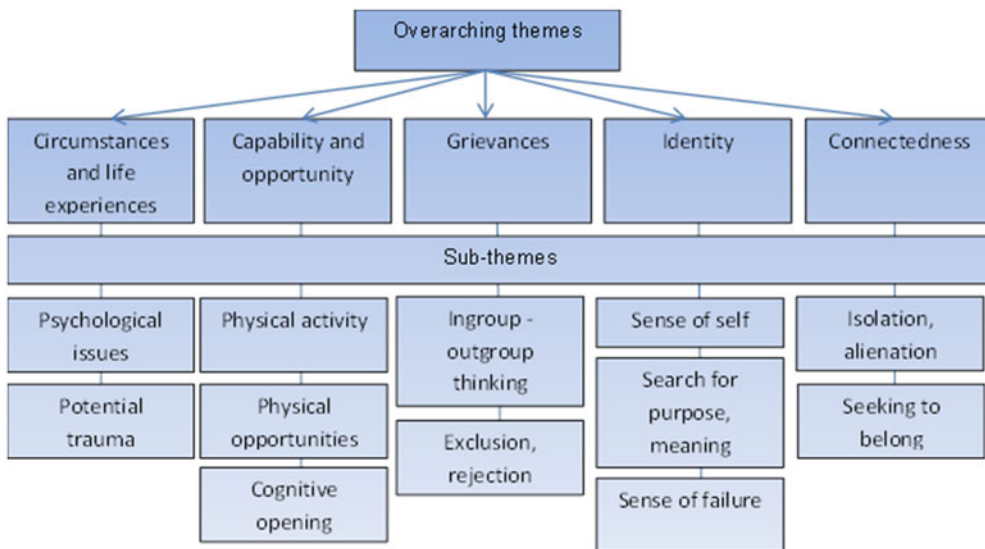 Overarching themes
Circumstances
and life
experiences
Capability and
opportunity
Grievances
Identity
Connectedness
Sub-themes
Psychological
issues
Potential
trauma
Physical activity
Physical
opportunities
Cognitive
opening
Ingroup -
outgroup
thinking
Exclusion,
rejection
Sense of self
Search for
purpose,
meaning
Sense of failure
Isolation,
alienation
Seeking to
belong